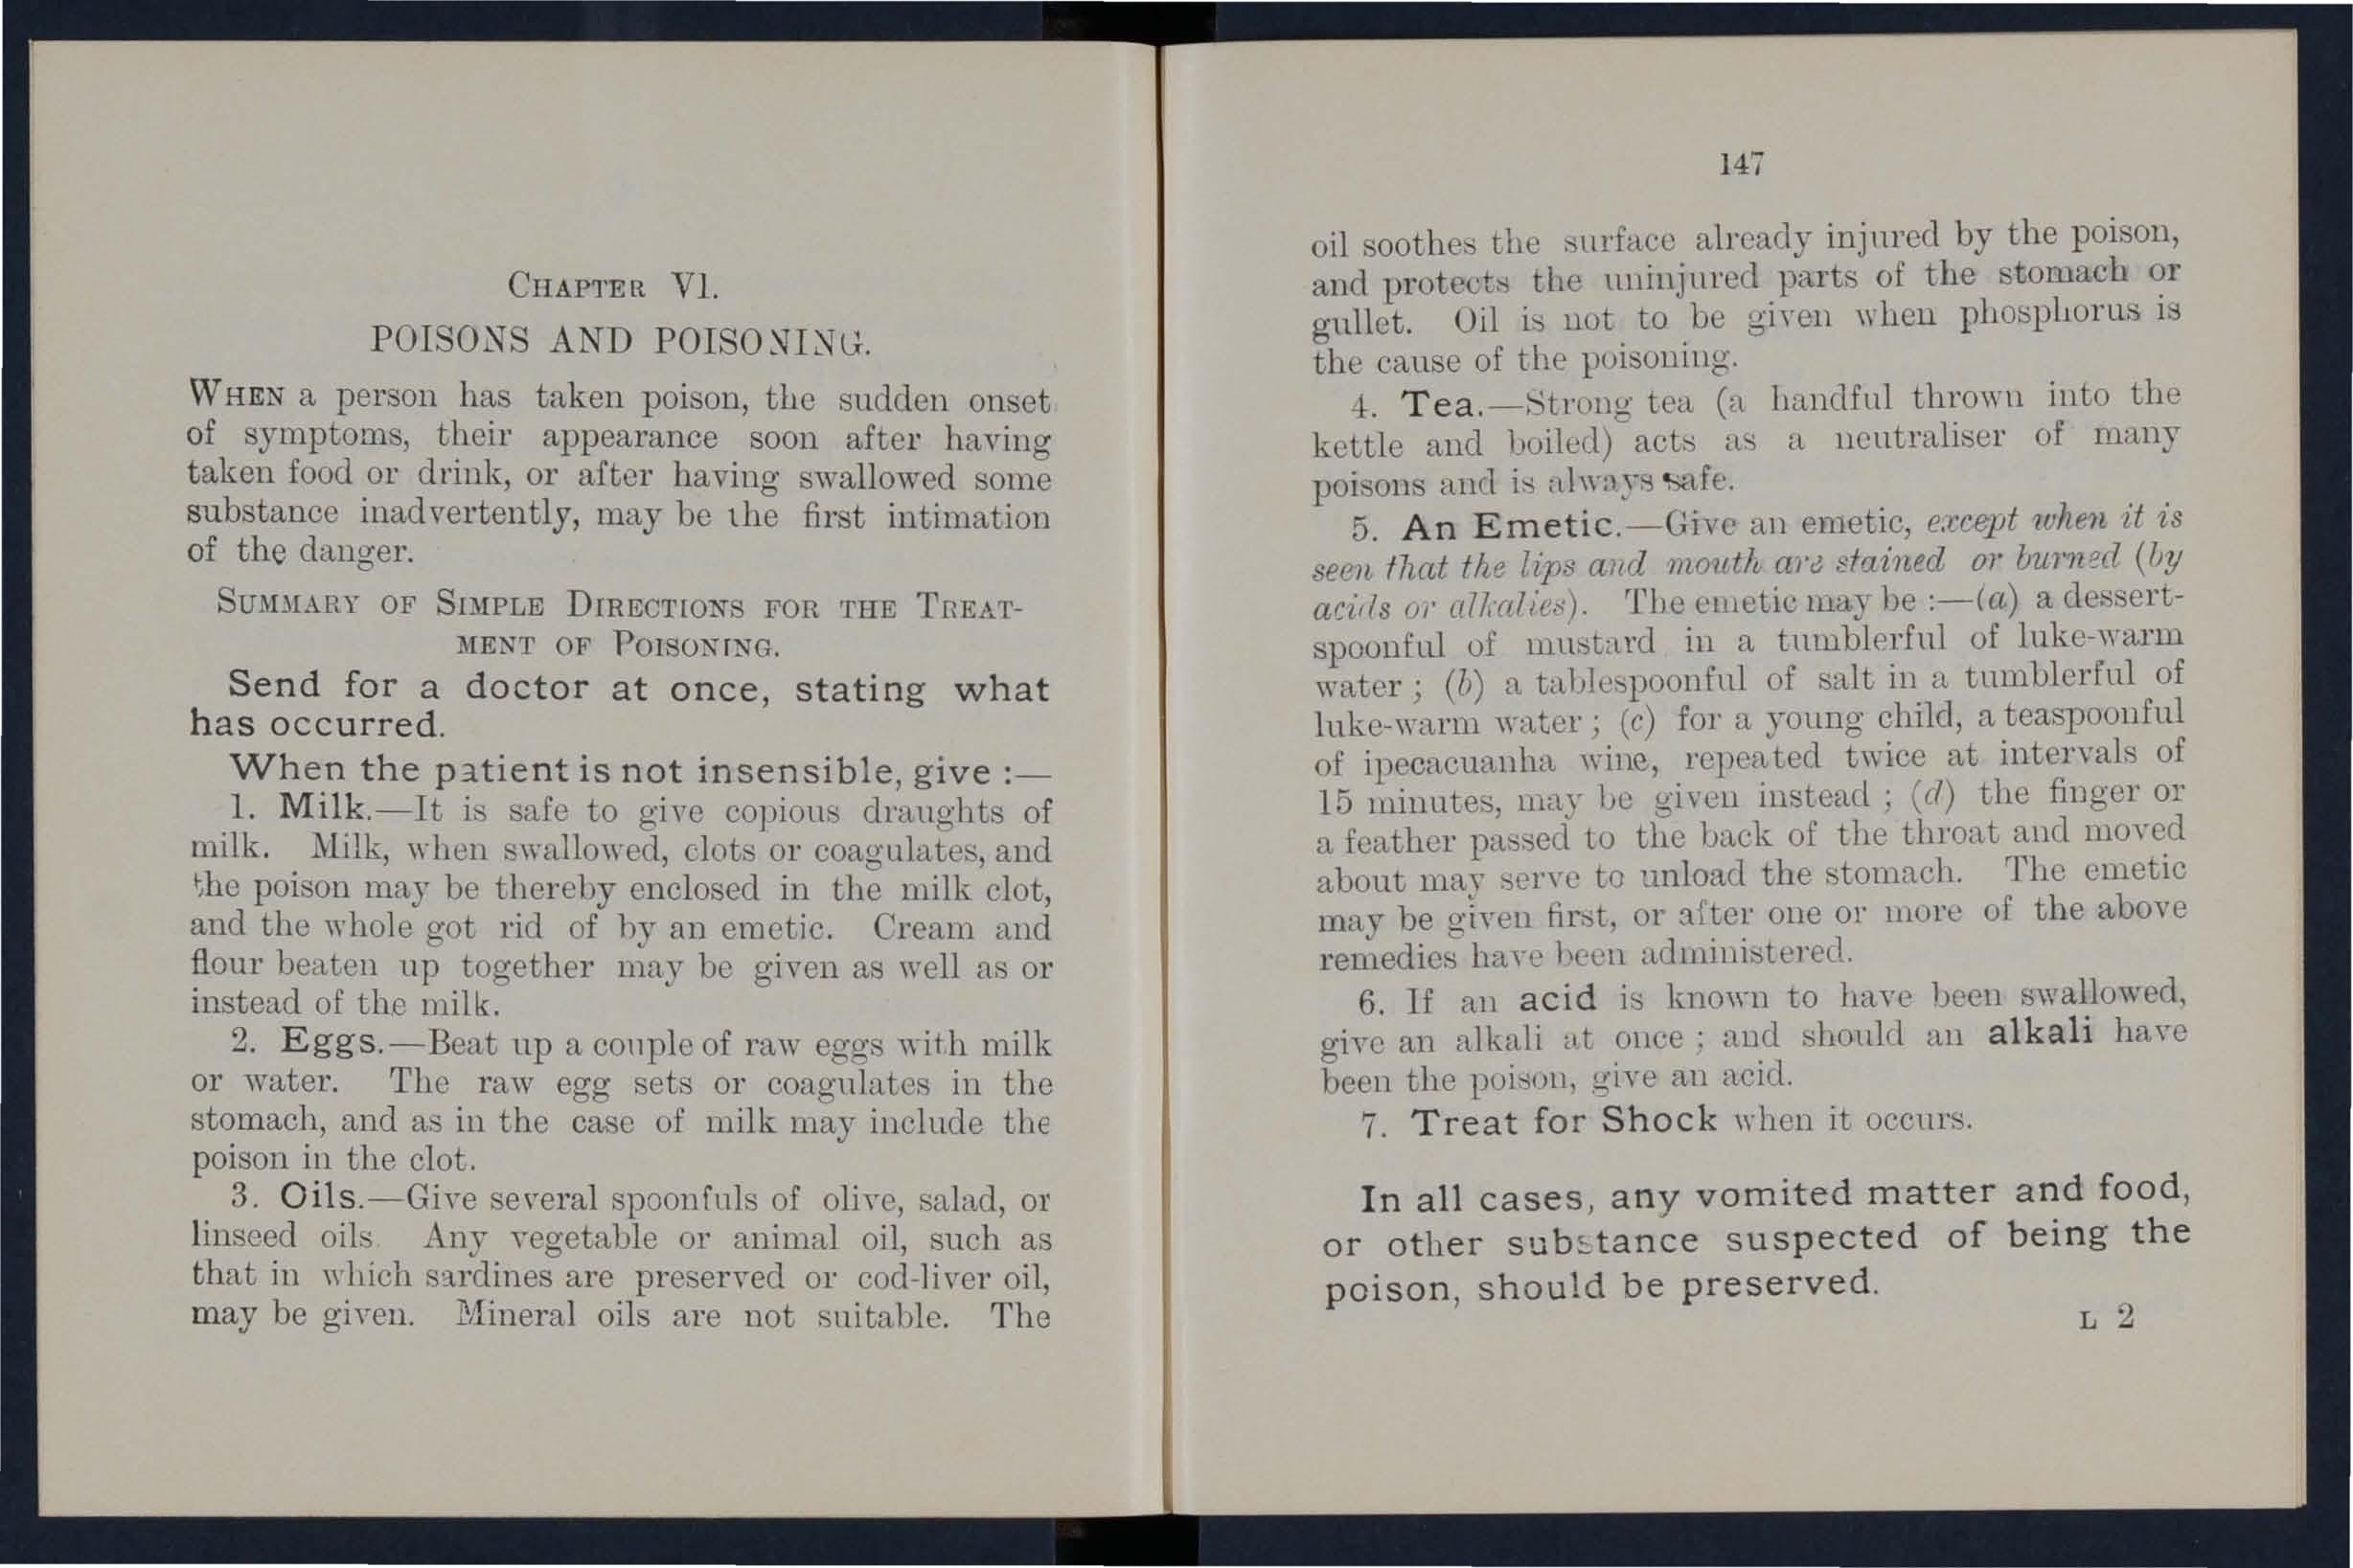 CHAPTER VI.
POISONS AND POISONING.
WHEN a person has taken poison, the sudden onset
of symptoms, their appearance soon after having
taken food or drink, or after having swallowed some
substance inadvertently, may be the first intimation
of the danger.
SUMMARY OF SIMPLE DIRECTIONS FOR THE TREAT-
MENT OF POISONING.
Send for a doctor at once, stating what
has occurred.
When the patient is not insensible, give :—
1. Milk.—It is safe to give copious draughts of
milk. Milk, when swallowed, clots or coagulates, and
the poison may be thereby enclosed in the milk clot,
and the whole got rid of by an emetic. Cream and
flour beaten up together may be given as well as or
instead of the milk.
2. Eggs.—Beat up a couple of raw eggs with milk
or water. The raw egg sets or coagulates in the
stomach, and as in the case of milk may include the
poison in the clot.
3. Oils.—Give several spoonfuls of olive, salad, or
linseed oils. Any vegetable or animal oil, such as
that in which sardines are preserved or cod-liver oil,
may be given. Mineral oils are not suitable. The
147
oil soothes the surface already injured by the poison,
and protects the uninjured parts of the stomach or
gullet. Oil is not to be given when phosphorus is
the cause of the poisoning.
4. Tea.—Strong tea (a handful thrown into the
kettle and boiled) acts as a neutraliser of many
poisons and is always safe.
5. An Emetic.—Give an emetic, except when it is
seen that the lips and mouth are stained or burned (by
acids or alkalies). The emetic may be :—(a) a dessert-
spoonful of mustard in a tumblerful of luke-warm
water ; (b) a tablespoonful of salt in a tumblerful of
luke-warm water ; (c) for a young child, a teaspoonful
of ipecacuanha wine, repeated twice at intervals of
15 minutes, may be given instead ; (d) the finger or
a feather passed to the back of the throat and moved
about may serve to unload the stomach. The emetic
may be given first, or after one or more of the above
remedies have been administered.
6. If an acid is known to have been swallowed,
give an alkali at once ; and should an alkali have
been the poison, give an acid.
7. Treat for Shock when it occurs.
In all cases, any vomited matter and food,
or other substance suspected of being the
poison, should be preserved.
L 2